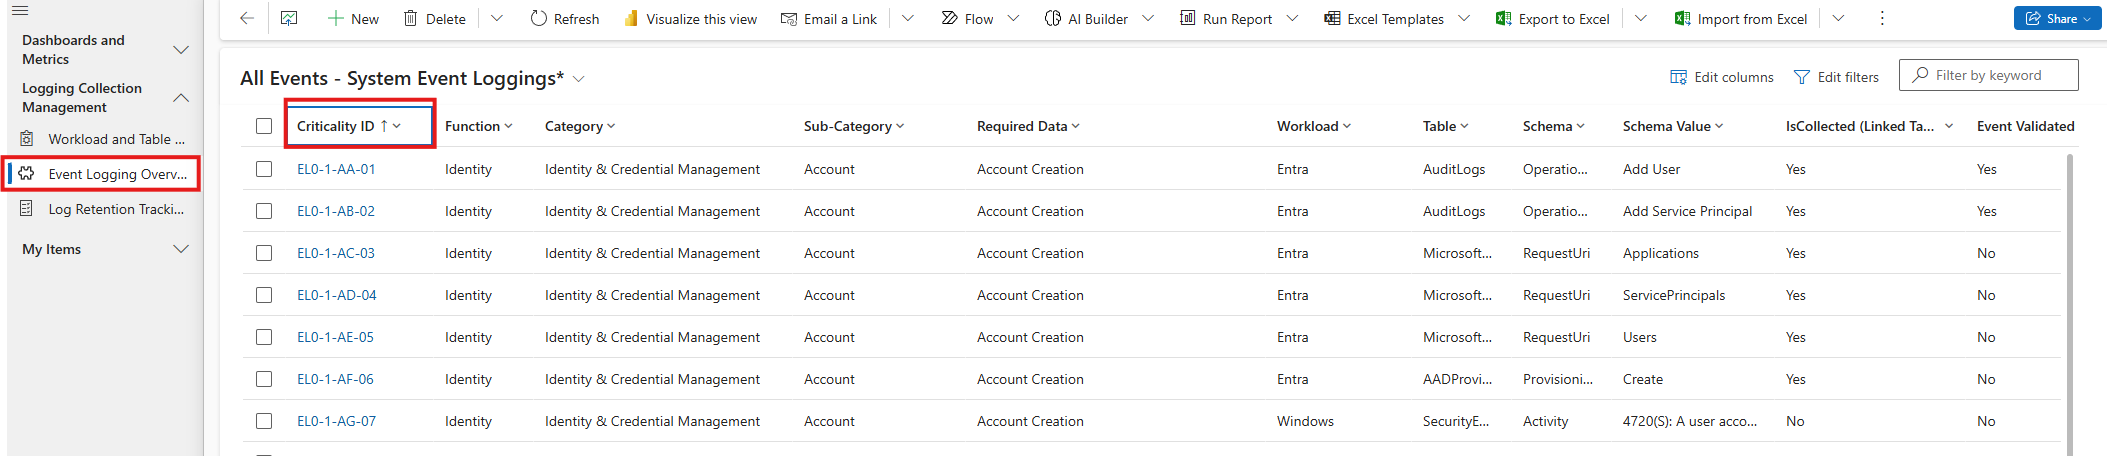 New Delete Refresh Visualize this view Email a Link Flow AI Builder Run Report Excel Templates Export to Excel Import from Excel Share
Dashboards and
Metrics
Logging Collection
Management
Workload and Table ...
Event Logging Overv...
Log Retention Tracki...
My Items
All Events - System Event Loggings*
Edit columns Edit filters Filter by keyword
Criticality ID Function Category Sub-Category Required Data Workload Table Schema Schema Value IsCollected (Linked Ta... Event Validated
EL0-1-AA-01 Identity Identity & Credential Management Account Account Creation Entra AuditLogs Operatio... Add User Yes Yes
EL0-1-AB-02 Identity Identity & Credential Management Account Account Creation Entra AuditLogs Operatio... Add Service Principal Yes Yes
EL0-1-AC-03 Identity Identity & Credential Management Account Account Creation Entra Microsoft... RequestUri Applications Yes No
EL0-1-AD-04 Identity Identity & Credential Management Account Account Creation Entra Microsoft... RequestUri ServicePrincipals Yes No
EL0-1-AE-05 Identity Identity & Credential Management Account Account Creation Entra Microsoft... RequestUri Users Yes No
EL0-1-AF-06 Identity Identity & Credential Management Account Account Creation Entra AADProvi... Provisioni... Create Yes No
EL0-1-AG-07 Identity Identity & Credential Management Account Account Creation Windows SecurityE... Activity 4720(S): A user acco... No No